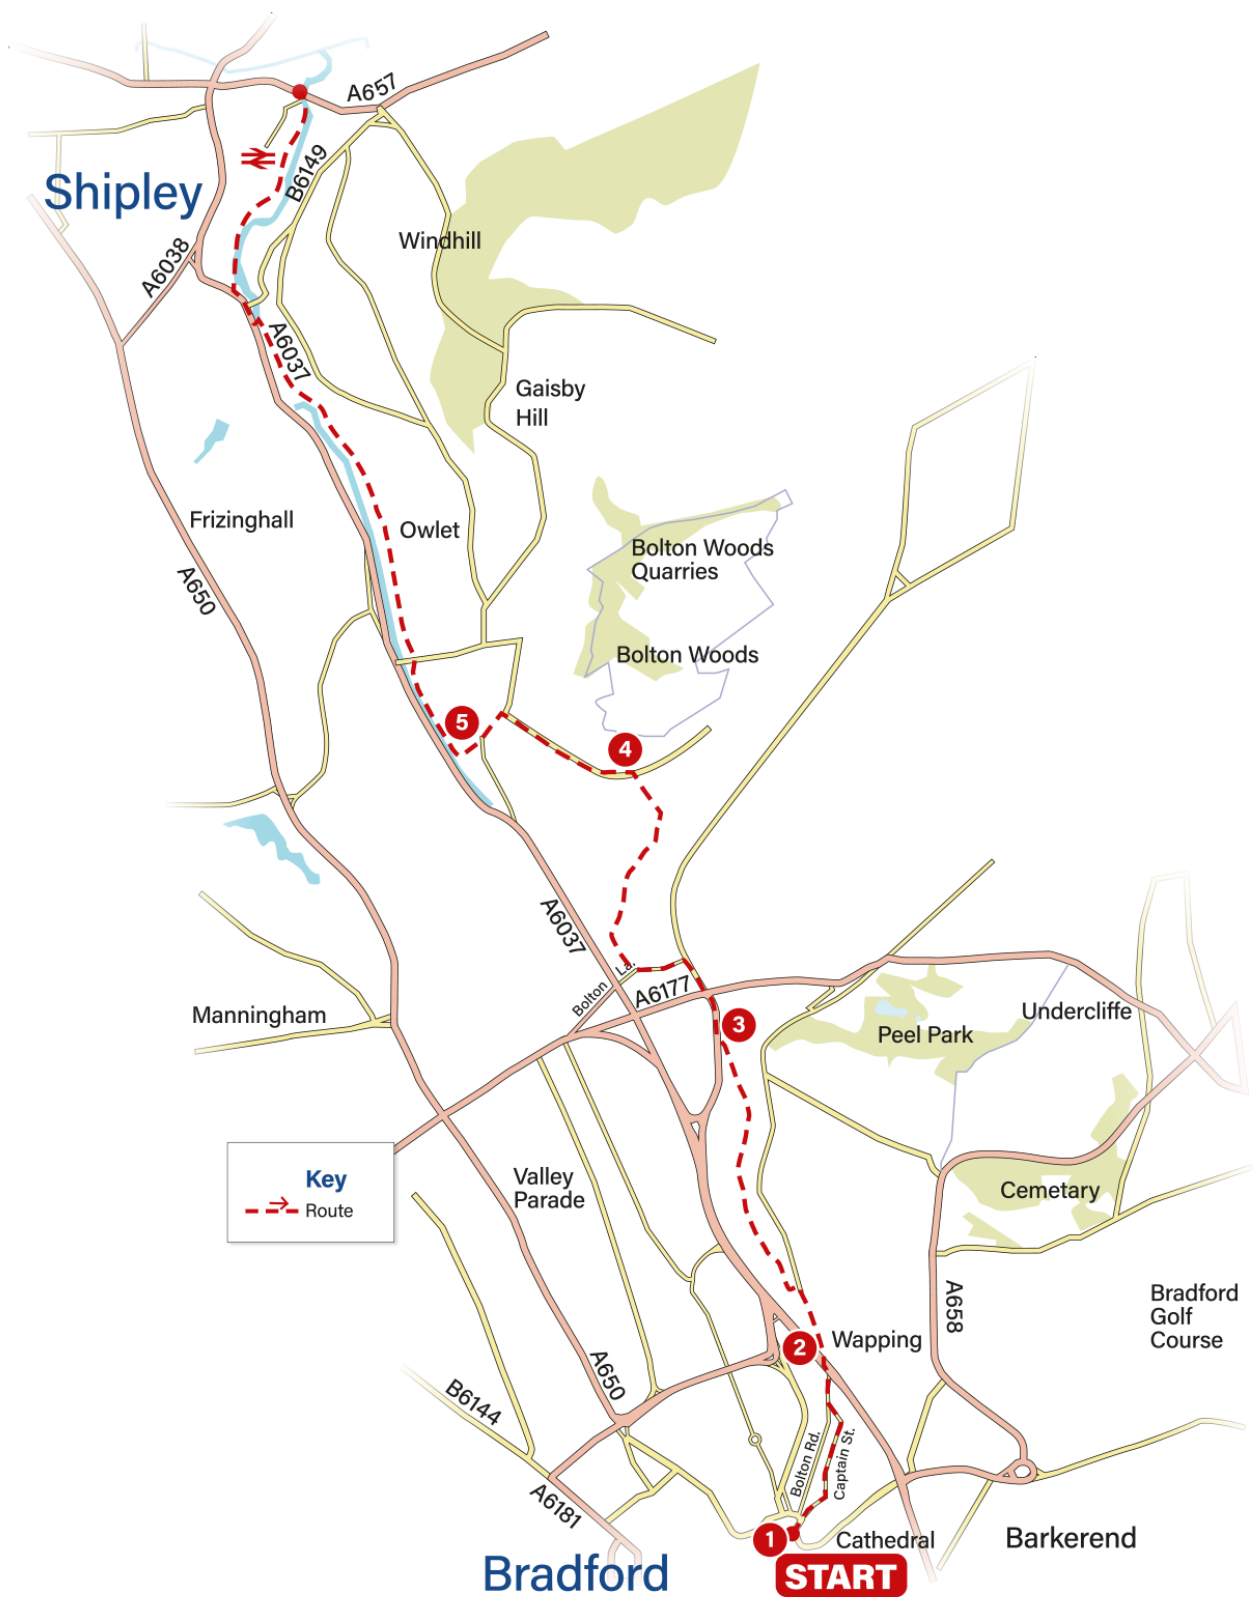 A657
B6149
Shipley
Windhill
A6038
A6037
Gaisby
Hill
Frizinghall
Owlet
Bolton Woods
Quarries
A650
Bolton Woods
5
4
A6037
Bolton La.
A6177
Manningham
3
Undercliffe
Peel Park
Key
Route
Valley
Parade
Cemetary
A658
Bradford
Golf
Course
2
Wapping
A650
B6144
Bolton Rd.
Captain St.
A6181
1
Cathedral
Barkerend
Bradford
START